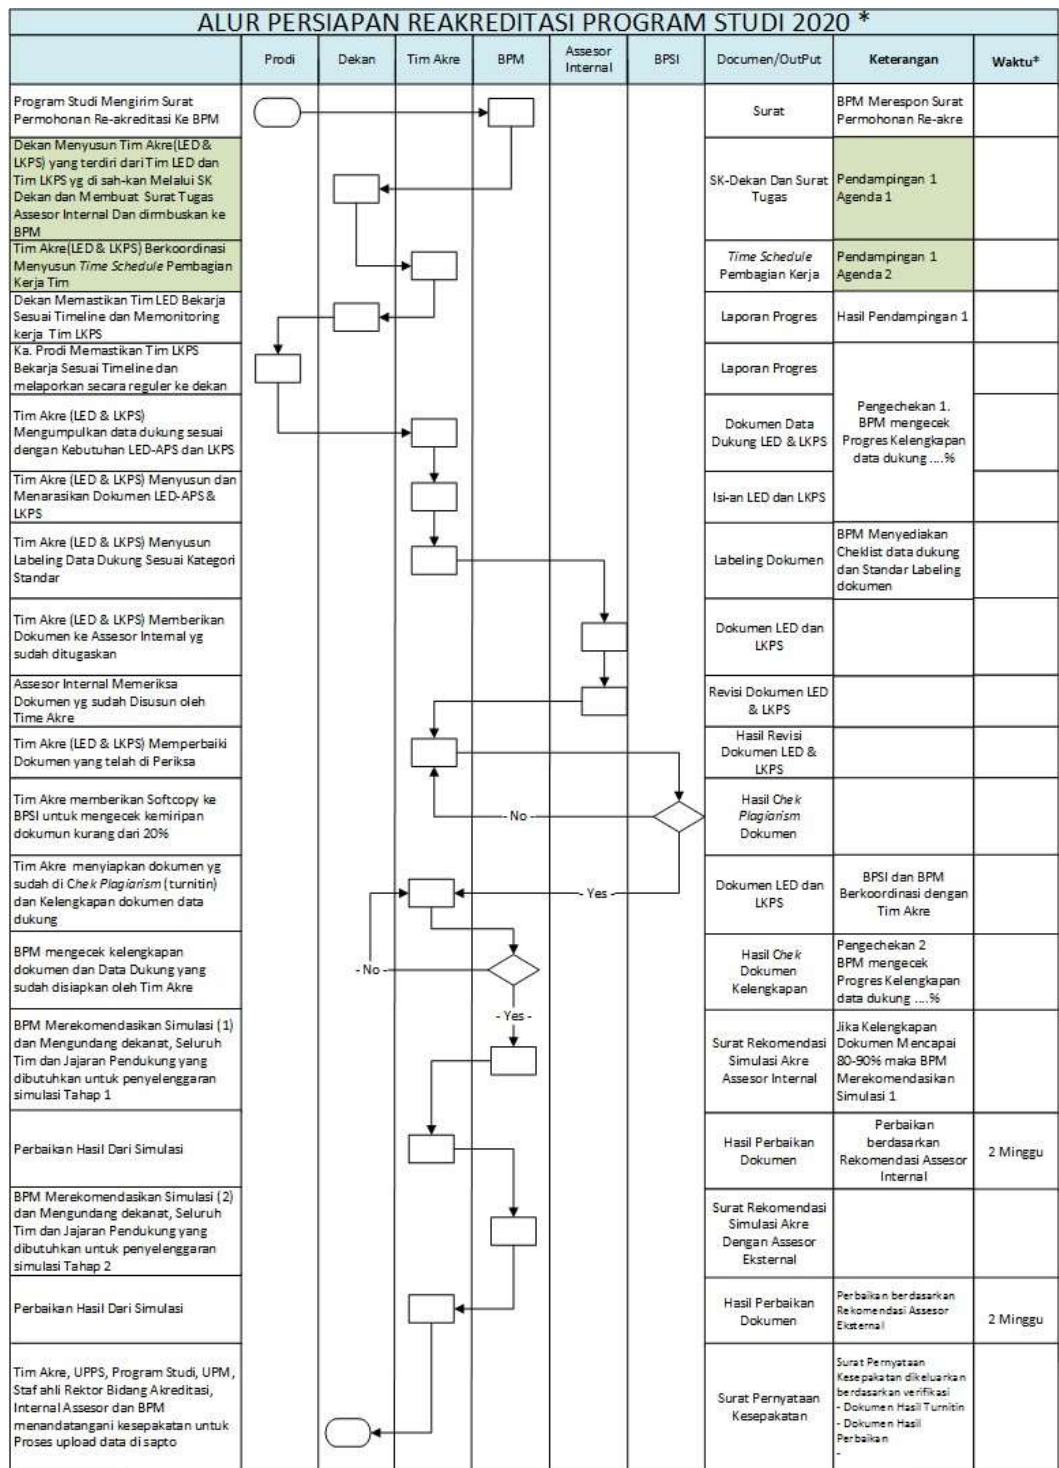 ALUR PERSIAPAN REAKREDITASI PROGRAM STUDI 2020 *
Prodi
Dekan
Tim Akre
BPM
Assesor
Internal
BPSI
Documen/OutPut
Keterangan
Waktu*
Program Studi Mengirim Surat
Permohonan Re-akreditasi Ke BPM
Surat
BPM Merespon Surat
Permohonan Re-akre
Dekan Menyusun Tim Akre(LED &
LKPS) yang terdiri dari Tim LED dan
Tim LKPS yg di sah-kan Melalui SK
Dekan dan Membuat Surat Tugas
Assesor Internal Dan dirmbuskan ke
BPM
SK-Dekan Dan Surat
Tugas
Pendampingan 1
Agenda 1
Tim Akre(LED & LKPS) Berkoordinasi
Menyusun Time Schedule Pembagian
Kerja Tim
Time Schedule
Pembagian Kerja
Pendampingan 1
Agenda 2
Dekan Memastikan Tim LED Bekarja
Sesuai Timeline dan Memonitoring
kerja Tim LKPS
Laporan Progres
Hasil Pendampingan 1
Ka. Prodi Memastikan Tim LKPS
Bekarja Sesuai Timeline dan
melaporkan secara reguler ke dekan
Laporan Progres
Pengechekan 1.
BPM mengecek
Progres Kelengkapan
data dukung ....%
Tim Akre (LED & LKPS)
Mengumpulkan data dukung sesuai
dengan Kebutuhan LED-APS dan LKPS
Dokumen Data
Dukung LED & LKPS
Tim Akre (LED & LKPS) Menyusun dan
Menarasikan Dokumen LED-APS &
LKPS
Isi-an LED dan LKPS
Tim Akre (LED & LKPS) Menyusun
Labeling Data Dukung Sesuai Kategori
Standar
Labeling Dokumen
BPM Menyediakan
Cheklist data dukung
dan Standar Labeling
dokumen
Tim Akre (LED & LKPS) Memberikan
Dokumen ke Assesor Internal yg
sudah ditugaskan
Dokumen LED dan
LKPS
Assesor Internal Memeriksa
Dokumen yg sudah Disusun oleh
Time Akre
Revisi Dokumen LED
& LKPS
Tim Akre (LED & LKPS) Memperbaiki
Dokumen yang telah di Periksa
Hasil Revisi
Dokumen LED &
LKPS
Tim Akre memberikan Softcopy ke
BPSI untuk mengecek kemiripan
dokumun kurang dari 20%
- No -
Hasil Chek
Plagiarism
Dokumen
Tim Akre menyiapkan dokumen yg
sudah di Chek Plagiarism (turnitin)
dan Kelengkapan dokumen data
dukung
- Yes -
Dokumen LED dan
LKPS
BPSI dan BPM
Berkoordinasi dengan
Tim Akre
BPM mengecek kelengkapan
dokumen dan Data Dukung yang
sudah disiapkan oleh Tim Akre
- No -
Hasil Chek
Dokumen
Kelengkapan
Pengechekan 2
BPM mengecek
Progres Kelengkapan
data dukung ....%
- Yes -
BPM Merekomendasikan Simulasi (1)
dan Mengundang dekanat, Seluruh
Tim dan Jajaran Pendukung yang
dibutuhkan untuk penyelenggaran
simulasi Tahap 1
Surat Rekomendasi
Simulasi Akre
Assesor Internal
Jika Kelengkapan
Dokumen Mencapai
80-90% maka BPM
Merekomendasikan
Simulasi 1
Perbaikan Hasil Dari Simulasi
Hasil Perbaikan
Dokumen
Perbaikan
berdasarkan
Rekomendasi Assesor
Internal
2 Minggu
BPM Merekomendasikan Simulasi (2)
dan Mengundang dekanat, Seluruh
Tim dan Jajaran Pendukung yang
dibutuhkan untuk penyelenggaran
simulasi Tahap 2
Surat Rekomendasi
Simulasi Akre
Dengan Assesor
Eksternal
Perbaikan Hasil Dari Simulasi
Hasil Perbaikan
Dokumen
Perbaikan berdasarkan
Rekomendasi Assesor
Eksternal
2 Minggu
Tim Akre, UPPS, Program Studi, UPM,
Staf ahli Rektor Bidang Akreditasi,
Internal Assesor dan BPM
menandatangani kesepakatan untuk
Proses upload data di sapto
Surat Pernyataan
Kesepakatan
Surat Pernyataan
Kesepakatan dikeluarkan
berdasarkan verifikasi
- Dokumen Hasil Turnitin
- Dokumen Hasil
Perbaikan
-